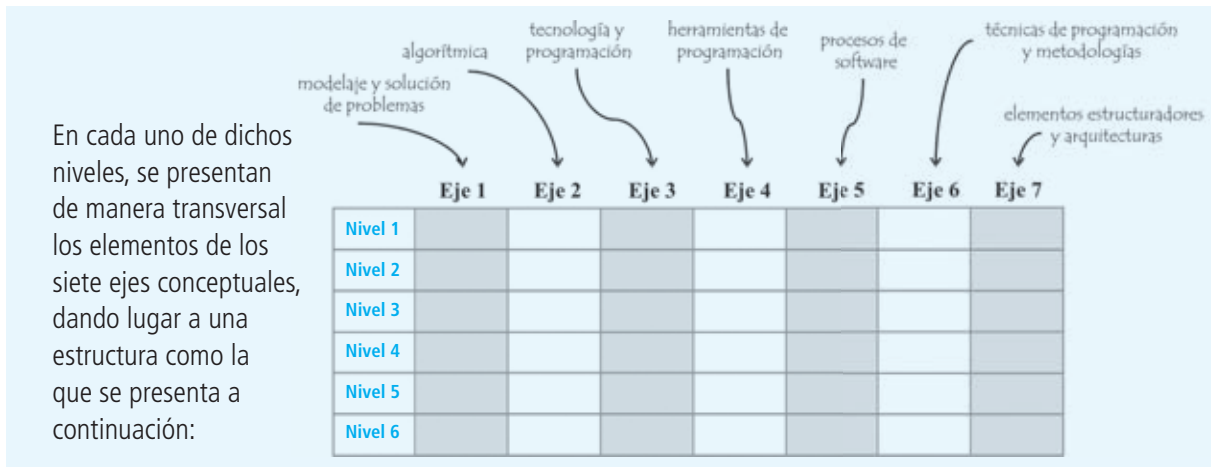 En cada uno de dichos
niveles, se presentan
de manera transversal
los elementos de los
siete ejes conceptuales,
dando lugar a una
estructura como la
que se presenta a
continuación:
modelaje y solución
de problemas
algorítmica
tecnología y
programación
herramientas de
programación
procesos de
software
técnicas de programación
y metodologías
elementos estructuradores
y arquitecturas
Eje 1 Eje 2 Eje 3 Eje 4 Eje 5 Eje 6 Eje 7
Nivel 1
Nivel 2
Nivel 3
Nivel 4
Nivel 5
Nivel 6